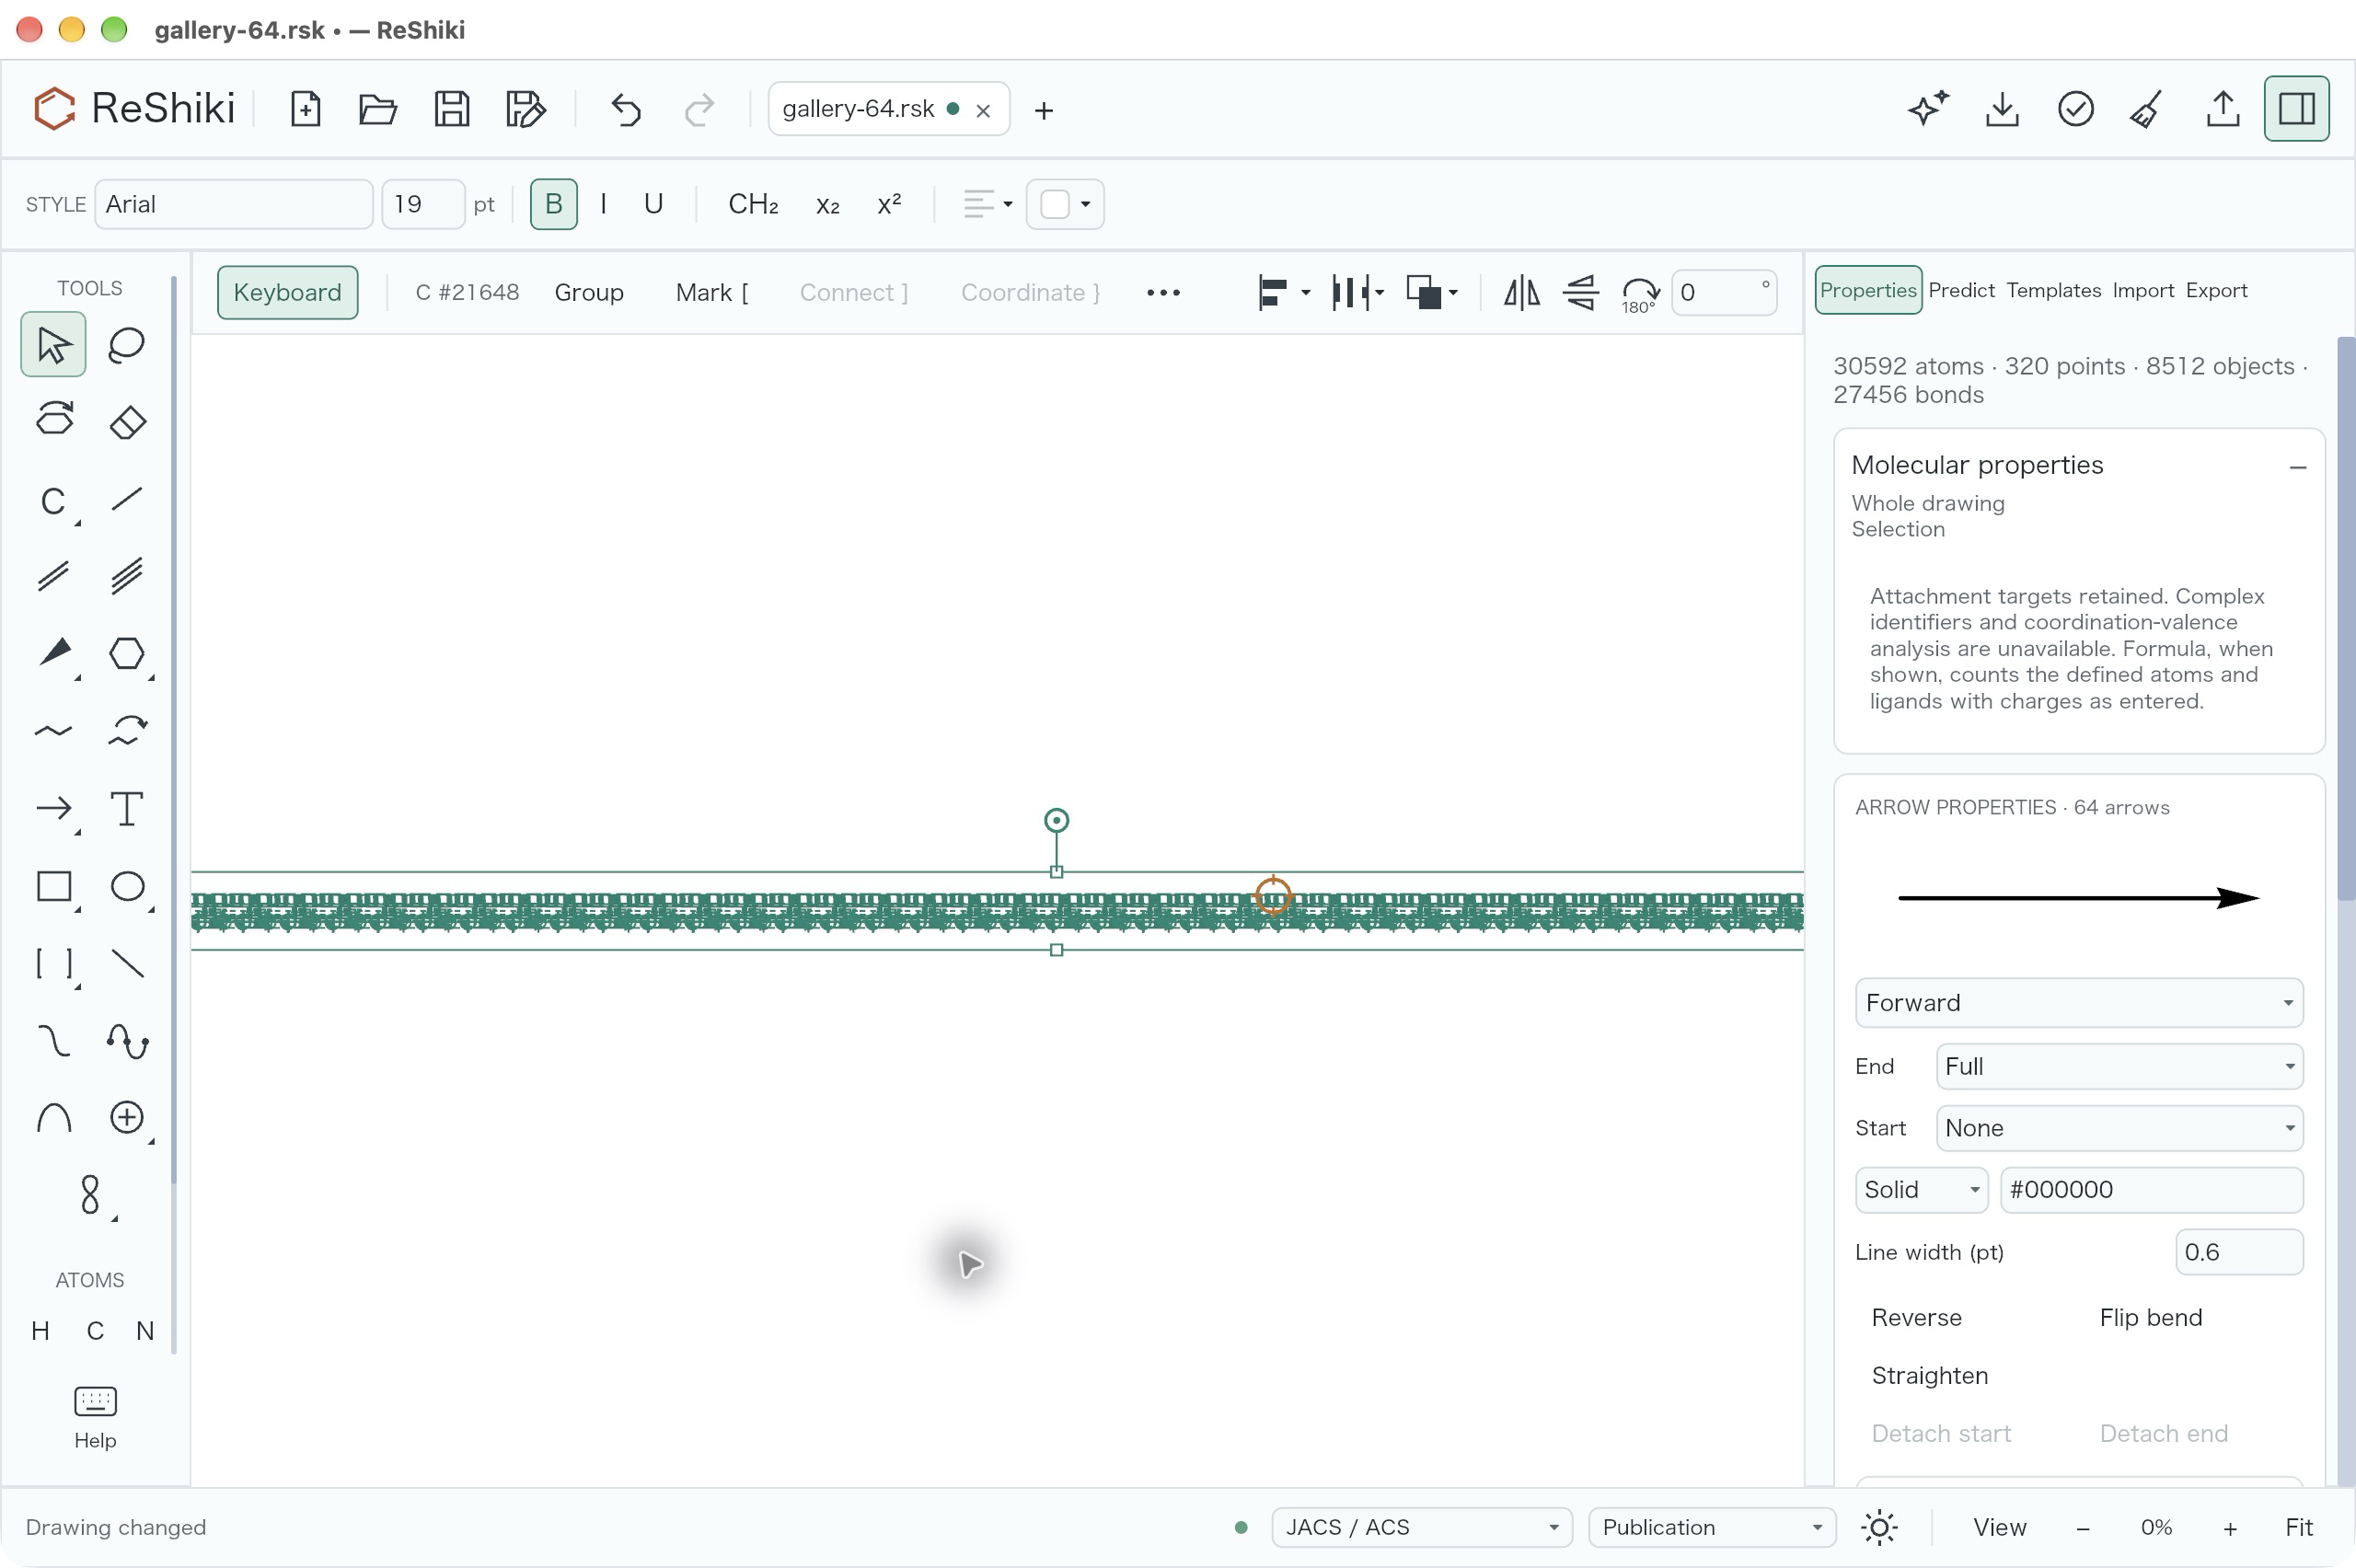 gallery-64.rsk • — ReShiki
ReShiki
gallery-64.rsk ● × +
STYLE Arial 19 pt B I U CH₂ x₂ x²
TOOLS
Keyboard C #21648 Group Mark [ Connect ] Coordinate } ••• 180° 0 °
Properties Predict Templates Import Export
30592 atoms · 320 points · 8512 objects ·
27456 bonds
Molecular properties –
Whole drawing
Selection
Attachment targets retained. Complex
identifiers and coordination-valence
analysis are unavailable. Formula, when
shown, counts the defined atoms and
ligands with charges as entered.
ARROW PROPERTIES · 64 arrows
Forward
End Full
Start None
Solid #000000
Line width (pt) 0.6
Reverse Flip bend
Straighten
Detach start Detach end
C
T
[ ]
ATOMS
H C N
Help
Drawing changed
JACS / ACS Publication View – 0% + Fit